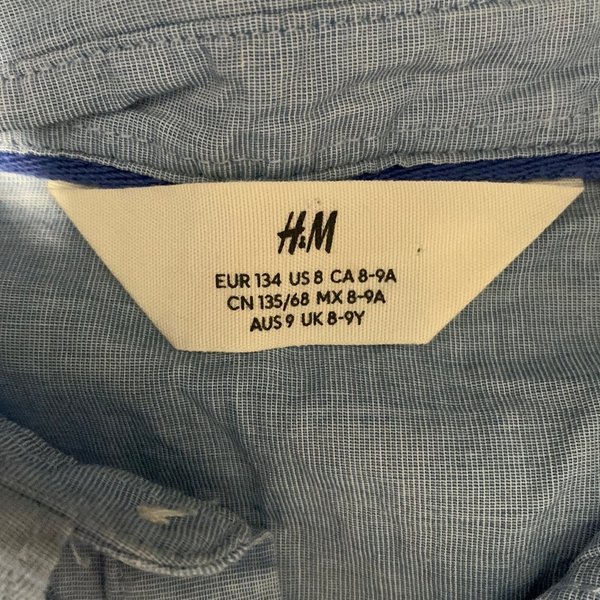 H&M
EUR 134 US 8 CA 8-9A
CN 135/68 MX 8-9A
AUS 9 UK 8-9Y